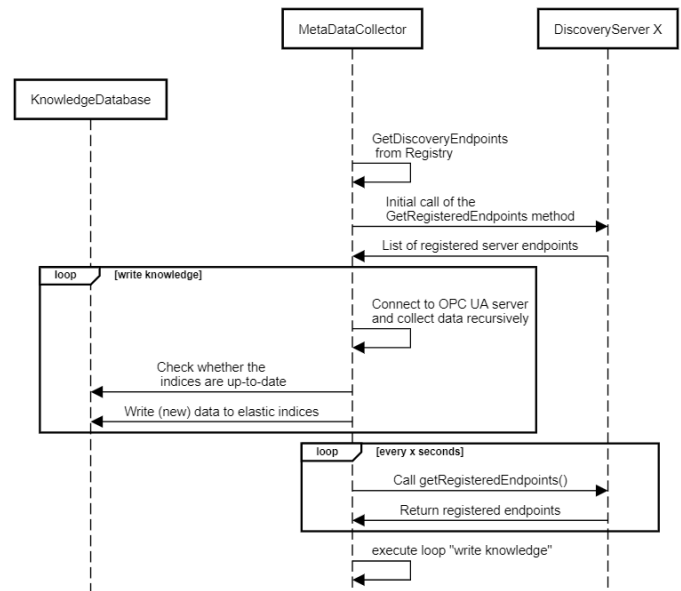 MetaDataCollector
DiscoveryServer X
KnowledgeDatabase
GetDiscoveryEndpoints
from Registry
Initial call of the
GetRegisteredEndpoints method
List of registered server endpoints
loop
[write knowledge]
Connect to OPC UA server
and collect data recursively
Check whether the
indices are up-to-date
Write (new) data to elastic indices
loop
[every x seconds]
Call getRegisteredEndpoints()
Return registered endpoints
execute loop "write knowledge"